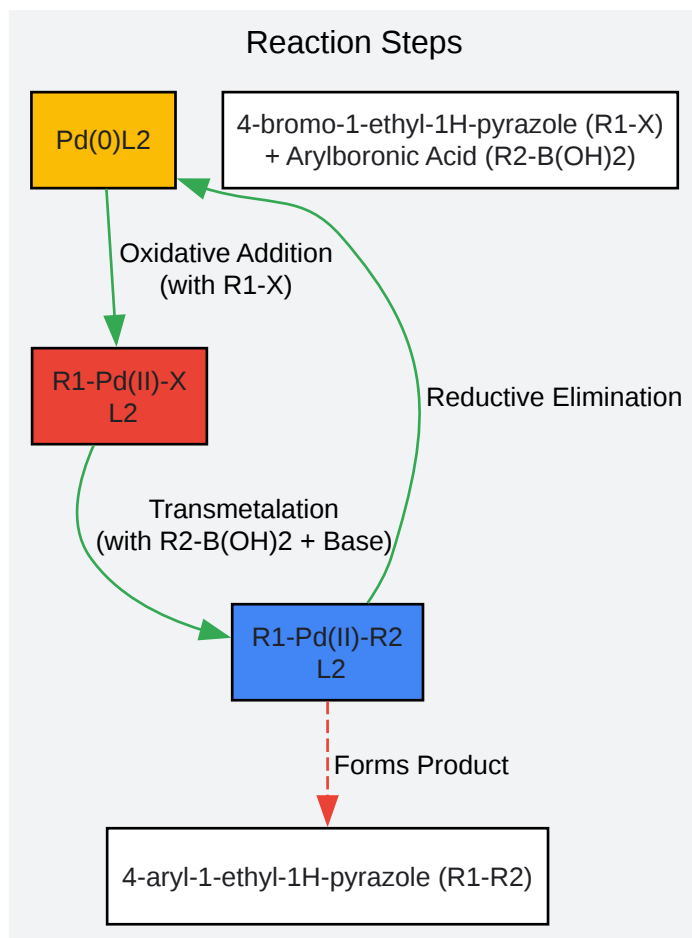 Reaction Steps
Pd(0)L2
4-bromo-1-ethyl-1H-pyrazole (R1-X)
+ Arylboronic Acid (R2-B(OH)2)
Oxidative Addition
(with R1-X)
R1-Pd(II)-X
L2
Reductive Elimination
Transmetalation
(with R2-B(OH)2 + Base)
R1-Pd(II)-R2
L2
Forms Product
4-aryl-1-ethyl-1H-pyrazole (R1-R2)